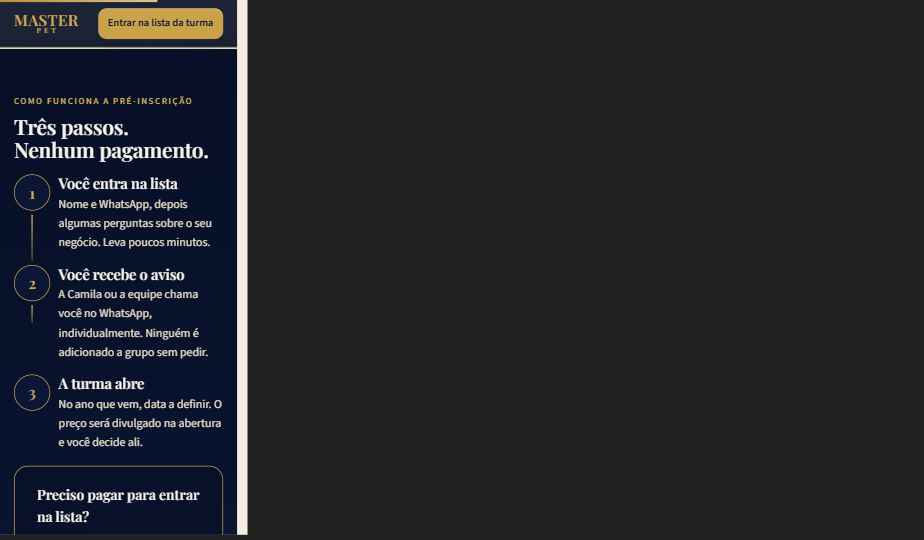 MASTER
PET
Entrar na lista da turma
COMO FUNCIONA A PRÉ-INSCRIÇÃO
Três passos.
Nenhum pagamento.
1
Você entra na lista
Nome e WhatsApp, depois
algumas perguntas sobre o seu
negócio. Leva poucos minutos.
2
Você recebe o aviso
A Camila ou a equipe chama
você no WhatsApp,
individualmente. Ninguém é
adicionado a grupo sem pedir.
3
A turma abre
No ano que vem, data a definir. O
preço será divulgado na abertura
e você decide ali.
Preciso pagar para entrar
na lista?